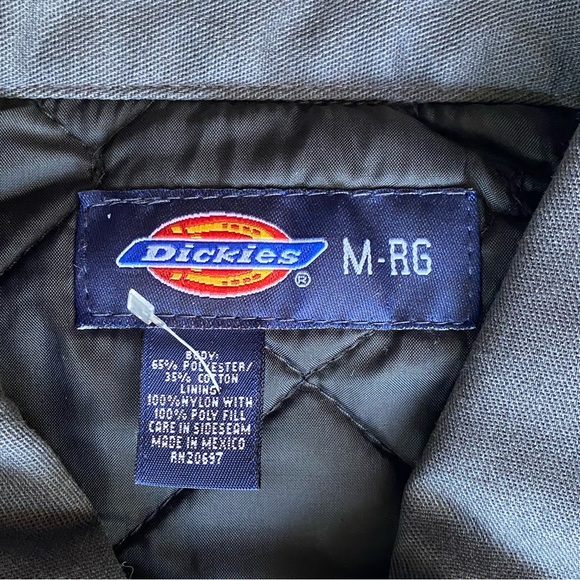 Dickies
®
M-RG
BODY:
65% POLYESTER/
35% COTTON
LINING:
100%NYLON WITH
100% POLY FILL
CARE IN SIDESEAM
MADE IN MEXICO
RN20697